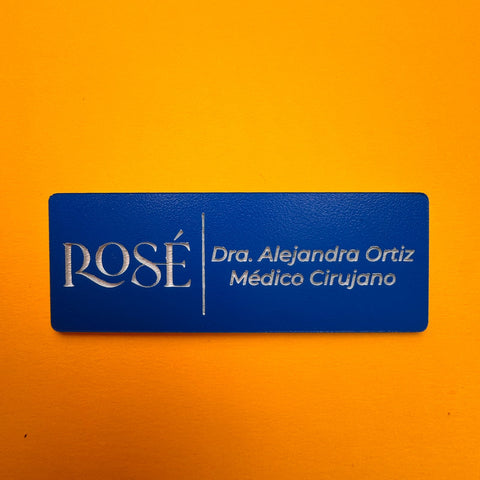 ROSÉ
Dra. Alejandra Ortiz
Médico Cirujano